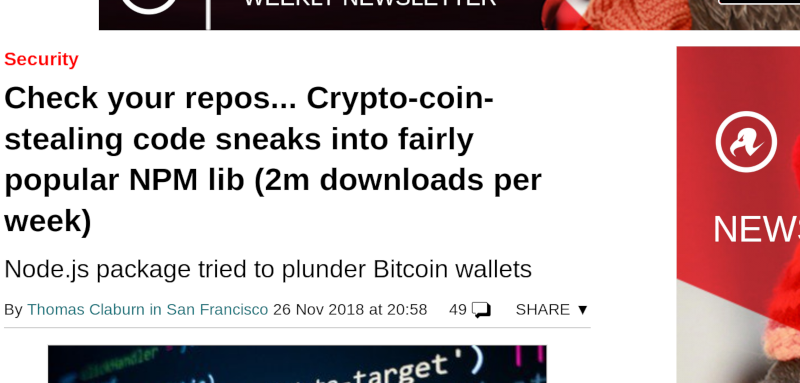 WEEKLY NEWSLETTER
Security
Check your repos... Crypto-coin-
stealing code sneaks into fairly
popular NPM lib (2m downloads per
week)
Node.js package tried to plunder Bitcoin wallets
By Thomas Claburn in San Francisco 26 Nov 2018 at 20:58 49 SHARE ▼
NEWS
clickHandler
-target')